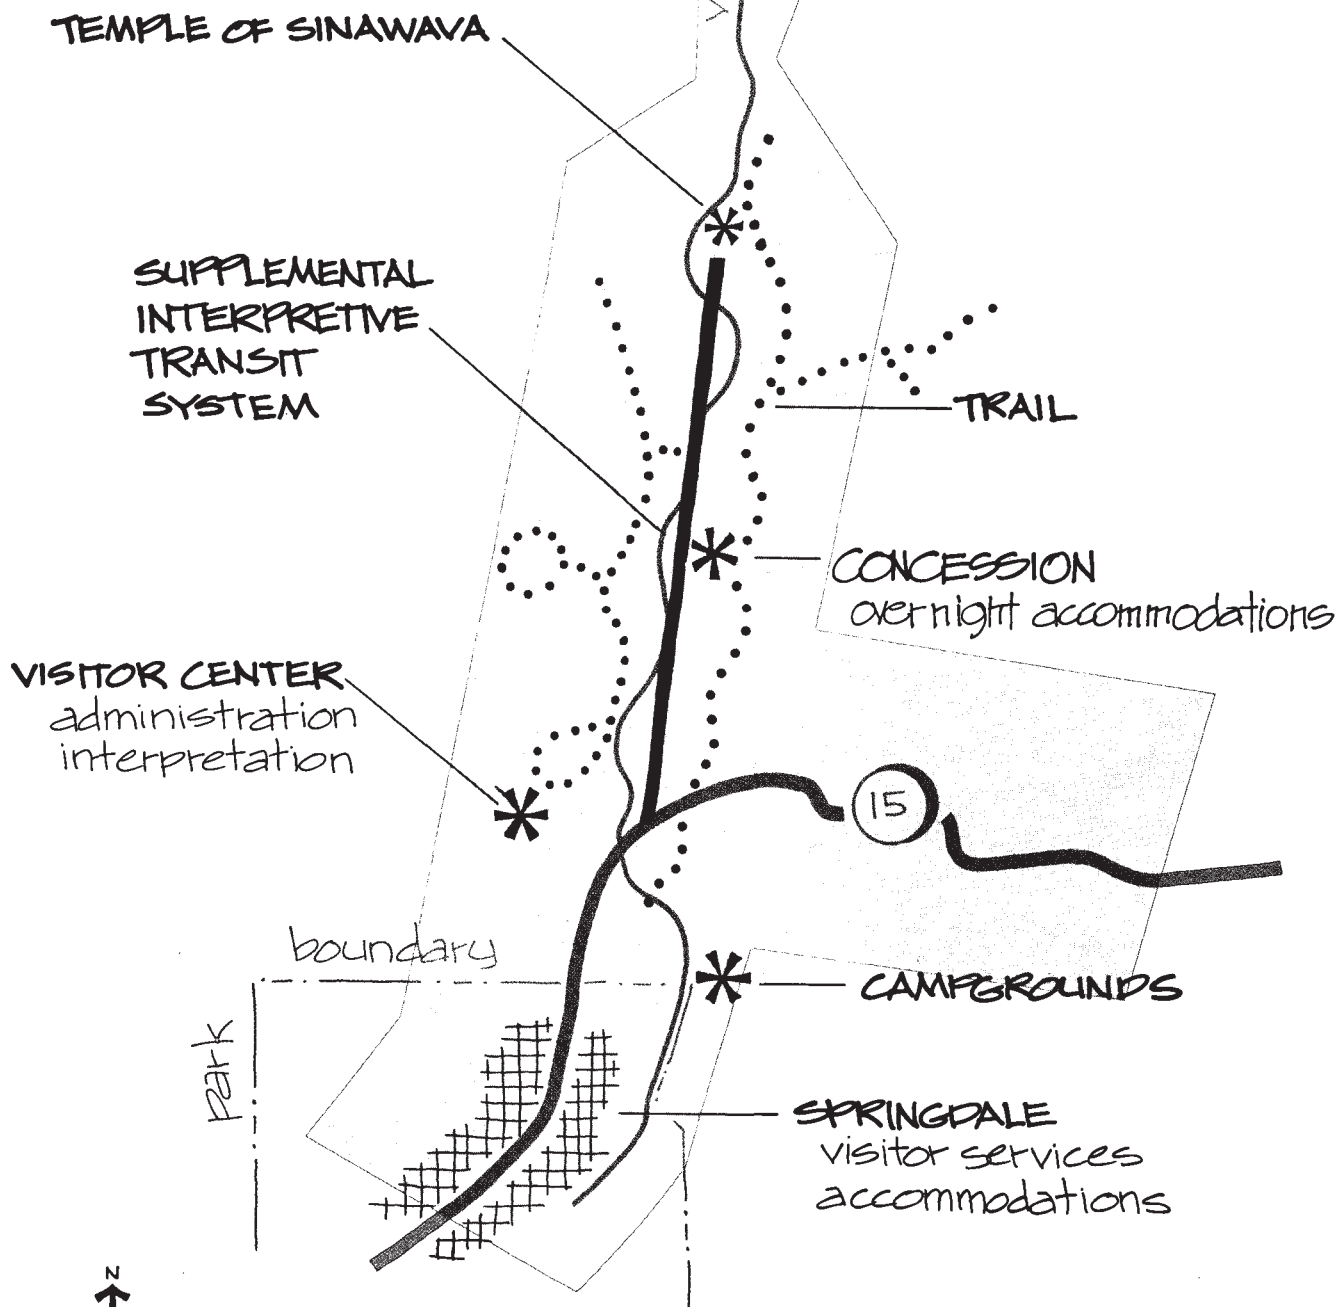 TEMPLE OF SINAWAVA
SUPPLEMENTAL
INTERPRETIVE
TRANSIT
SYSTEM
TRAIL
CONCESSION
overnight accommodations
VISITOR CENTER
administration
interpretation
15
boundary
park
CAMPGROUNDS
SPRINGDALE
visitor services
accommodations
N